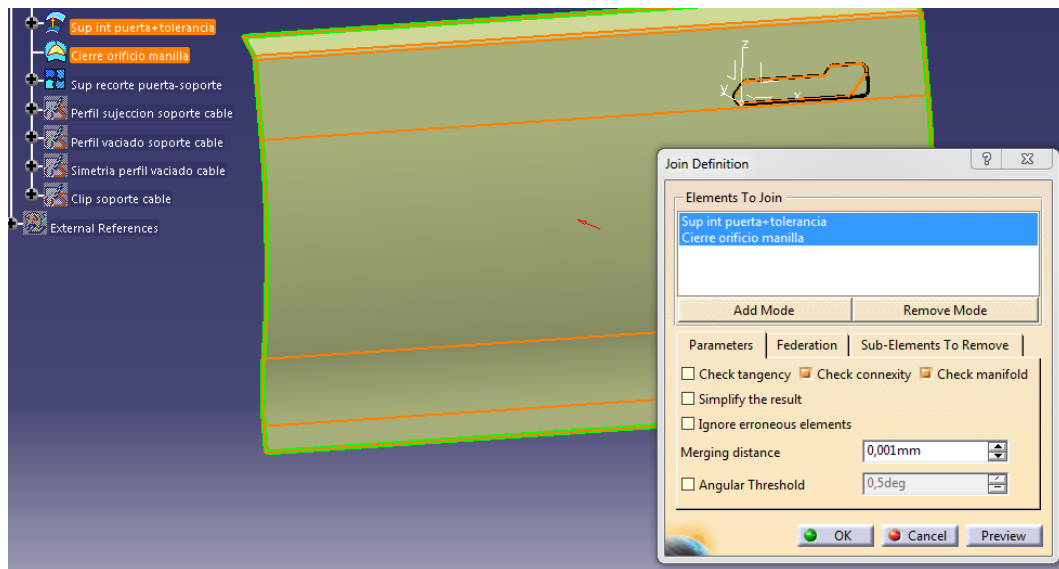 Sup int puerta+tolerancia
Cierre orificio manilla
Sup recorte puerta-soporte
Perfil sujeccion soporte cable
Perfil vaciado soporte cable
Simetria perfil vaciado cable
Clip soporte cable
External References
z
y
x
Join Definition
Elements To Join
Sup int puerta+tolerancia
Cierre orificio manilla
Add Mode Remove Mode
Parameters Federation Sub-Elements To Remove
Check tangency Check connexity Check manifold
Simplify the result
Ignore erroneous elements
Merging distance 0,001mm
Angular Threshold 0,5deg
OK Cancel Preview